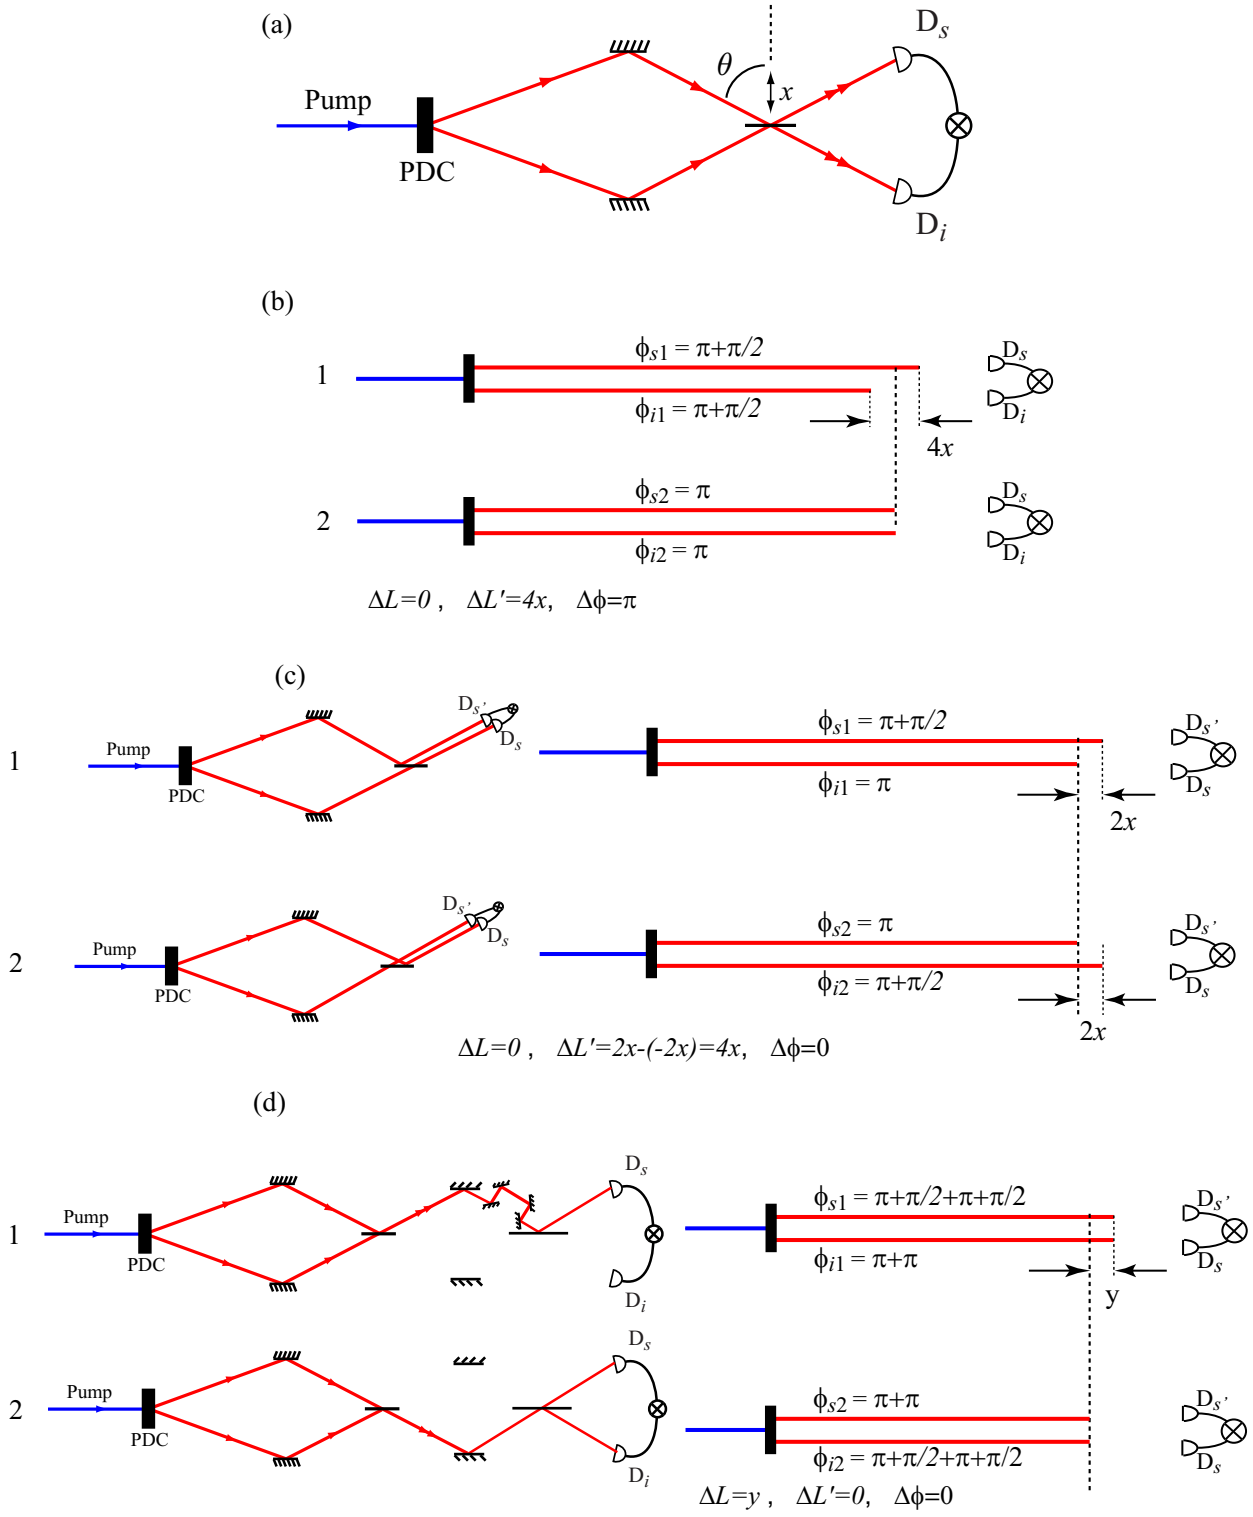 (a)
D_s
θ
x
Pump
PDC
D_i
(b)
ϕ_s1 = π+π/2
1
D_s
ϕ_i1 = π+π/2
D_i
4x
ϕ_s2 = π
2
D_s
ϕ_i2 = π
D_i
ΔL=0 , ΔL'=4x, Δϕ=π
(c)
D_s'
D_s
1
Pump
PDC
ϕ_s1 = π+π/2
ϕ_i1 = π
D_s'
D_s
2x
D_s'
D_s
2
Pump
PDC
ϕ_s2 = π
ϕ_i2 = π+π/2
D_s'
D_s
2x
ΔL=0 , ΔL'=2x-(-2x)=4x, Δϕ=0
(d)
D_s
1
Pump
PDC
D_i
ϕ_s1 = π+π/2+π+π/2
ϕ_i1 = π+π
D_s'
D_s
y
D_s
2
Pump
PDC
D_i
ϕ_s2 = π+π
ϕ_i2 = π+π/2+π+π/2
D_s'
D_s
ΔL=y , ΔL'=0, Δϕ=0